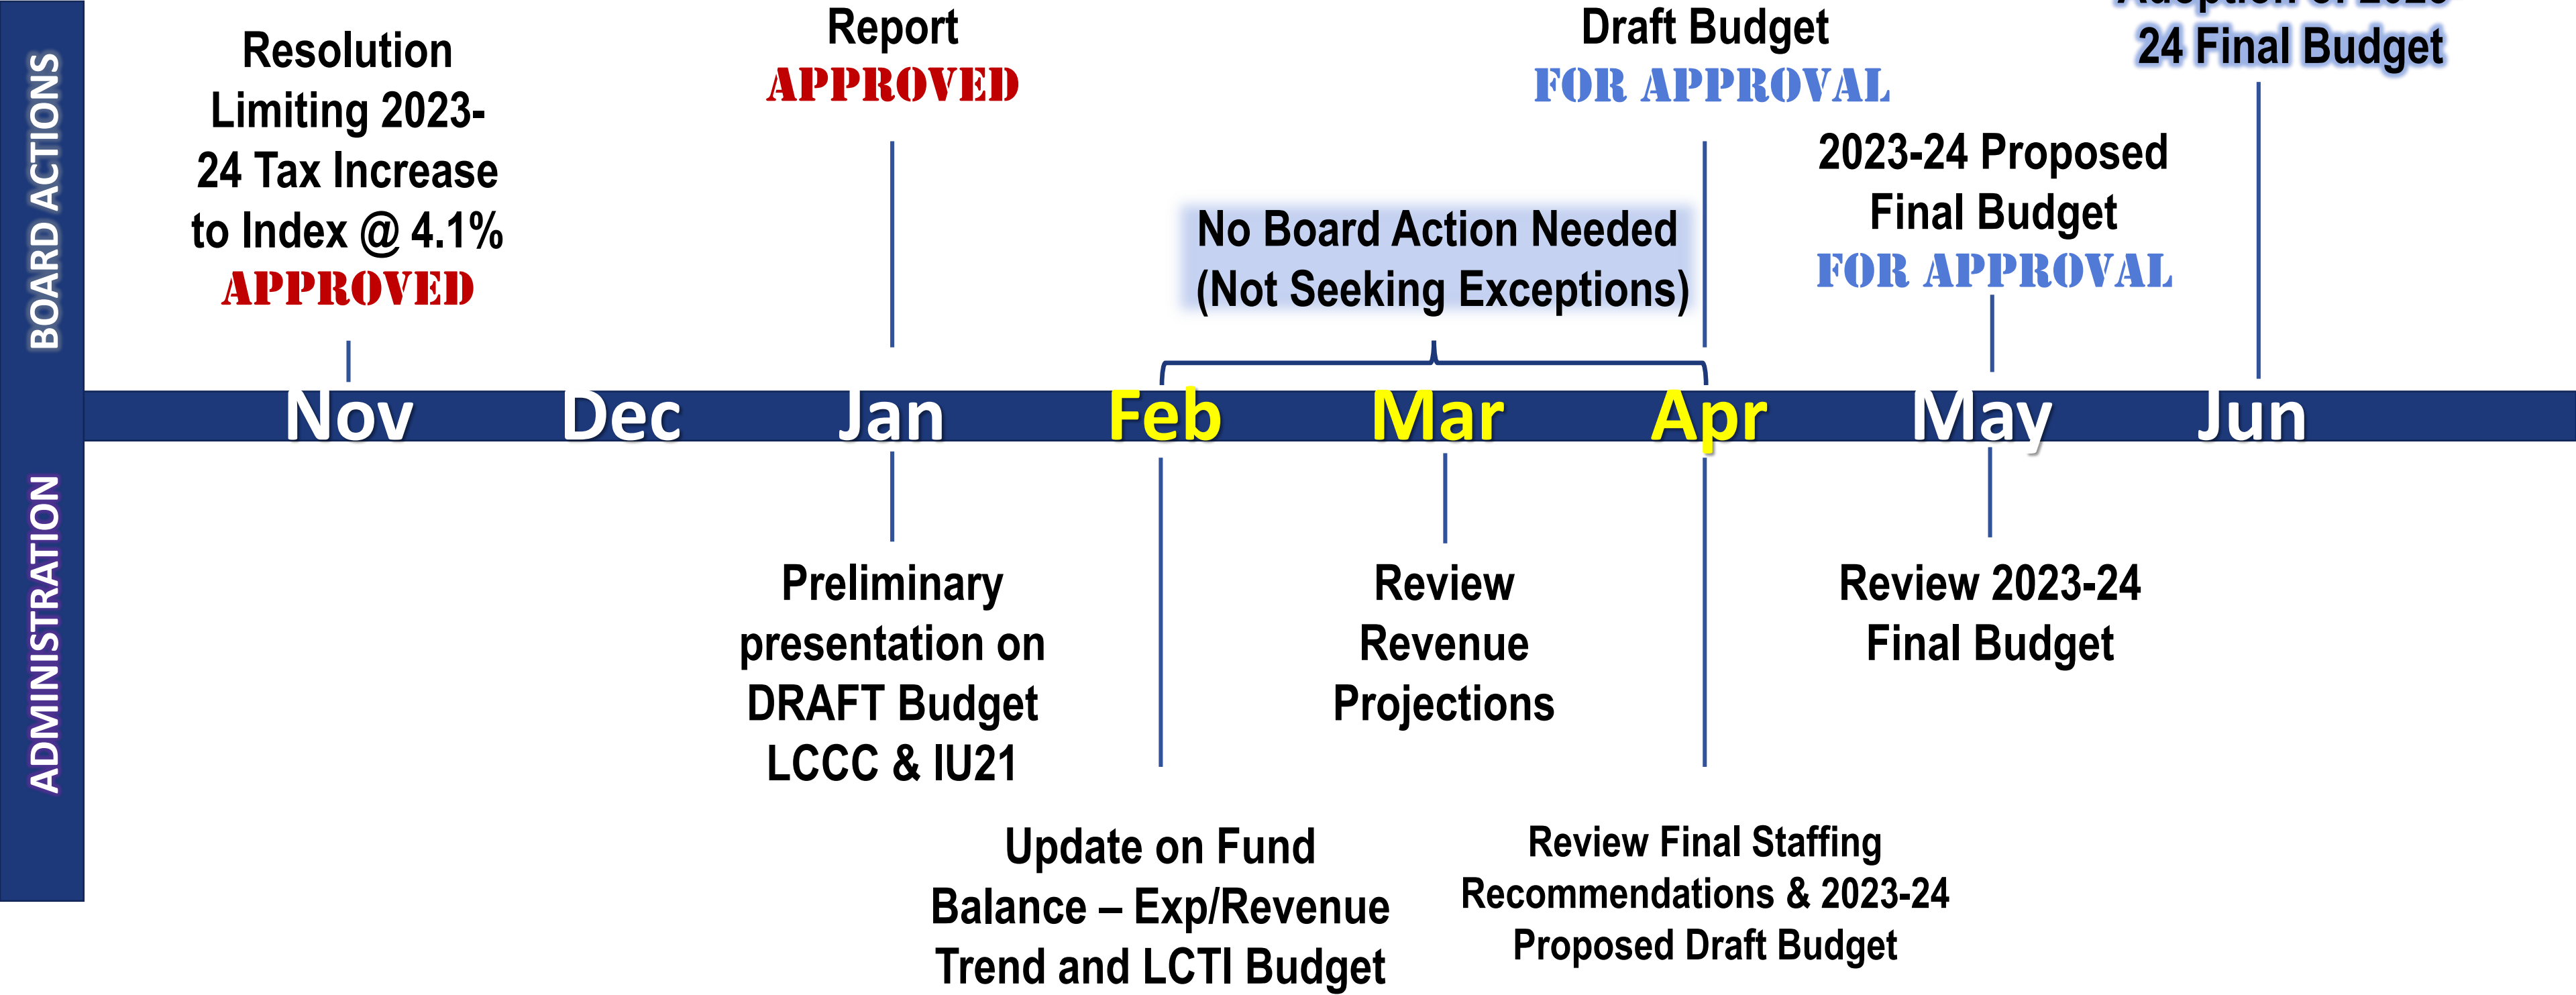 BOARD ACTIONS
Resolution
Limiting 2023-
24 Tax Increase
to Index @ 4.1%
APPROVED
Report
APPROVED
No Board Action Needed
(Not Seeking Exceptions)
Draft Budget
FOR APPROVAL
2023-24 Proposed
Final Budget
FOR APPROVAL
24 Final Budget
Nov Dec Jan Feb Mar Apr May Jun
ADMINISTRATION
Preliminary
presentation on
DRAFT Budget
LCCC & IU21
Update on Fund
Balance – Exp/Revenue
Trend and LCTI Budget
Review
Revenue
Projections
Review Final Staffing
Recommendations & 2023-24
Proposed Draft Budget
Review 2023-24
Final Budget